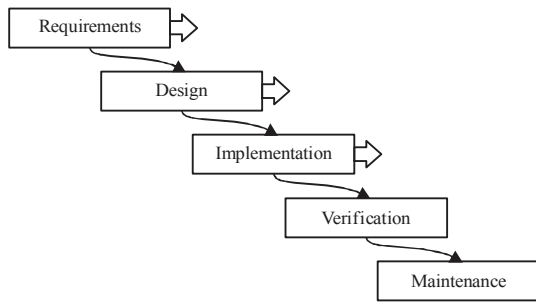 Requirements
Design
Implementation
Verification
Maintenance